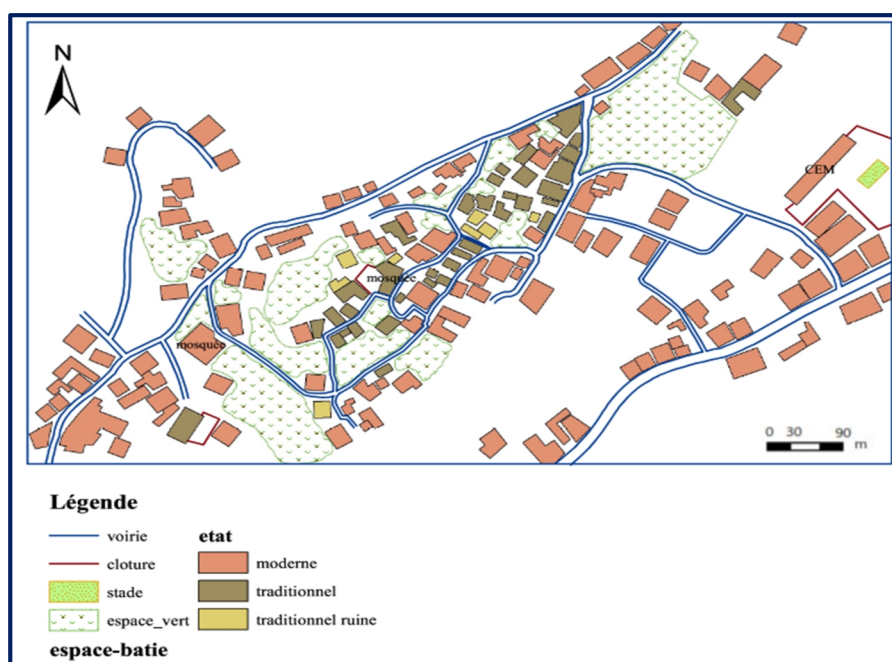 N
CEM
mosquée
mosquée
0 30 90
m
Légende
voirie
cloture
stade
espace_vert
espace-batie
etat
moderne
traditionnel
traditionnel ruine